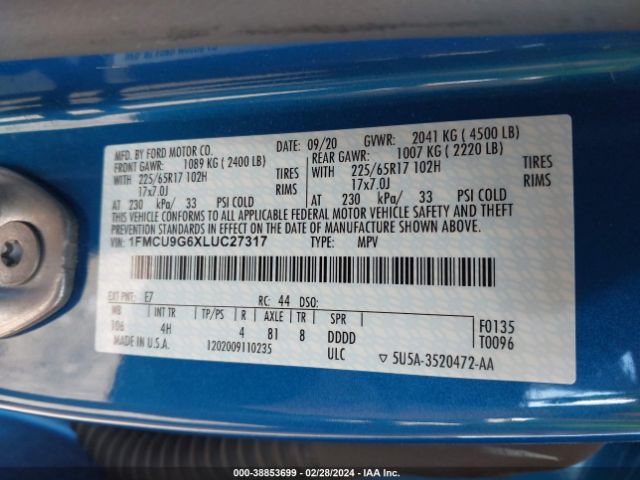 MFD. BY FORD MOTOR CO.
DATE: 09/20 GVWR: 2041 KG ( 4500 LB)
FRONT GAWR: 1089 KG ( 2400 LB)
REAR GAWR: 1007 KG ( 2220 LB)
WITH 225/65R17 102H TIRES
WITH 225/65R17 102H TIRES
17x7.0J RIMS
17x7.0J RIMS
AT 230 kPa/ 33 PSI COLD
AT 230 kPa/ 33 PSI COLD
THIS VEHICLE CONFORMS TO ALL APPLICABLE FEDERAL MOTOR VEHICLE SAFETY AND THEFT
PREVENTION STANDARDS IN EFFECT ON THE DATE OF MANUFACTURE SHOWN ABOVE.
VIN: 1FMCU9G6XLUC27317 TYPE: MPV
EXT PNT: E7 RC: 44 DSO:
WB INT TR TP/PS R AXLE TR SPR
106 4H 4 81 8 DDDD
F0135
T0096
MADE IN U.S.A. 1202009110235 ULC
5U5A-3520472-AA
000-38853699 - 02/28/2024 - IAA Inc.